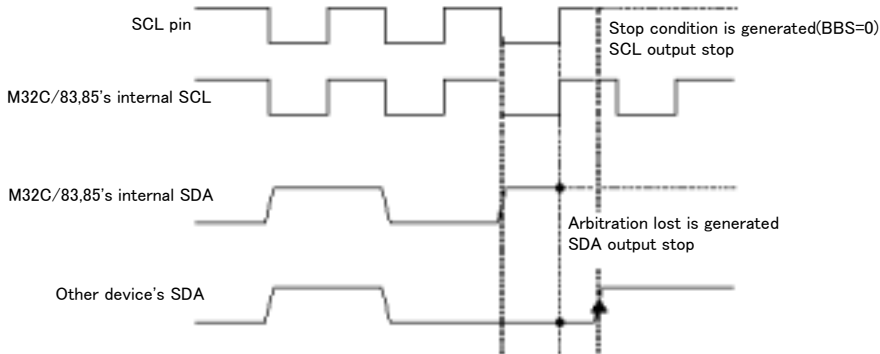 SCL pin
Stop condition is generated(BBS=0)
SCL output stop
M32C/83,85's internal SCL
M32C/83,85's internal SDA
Arbitration lost is generated
SDA output stop
Other device's SDA